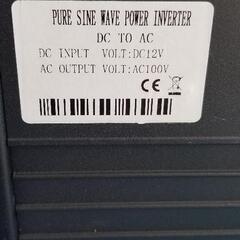 PURE SINE WAVE POWER INVERTER
DC TO AC
DC INPUT VOLT:DC12V
AC OUTPUT VOLT:AC100V
CE